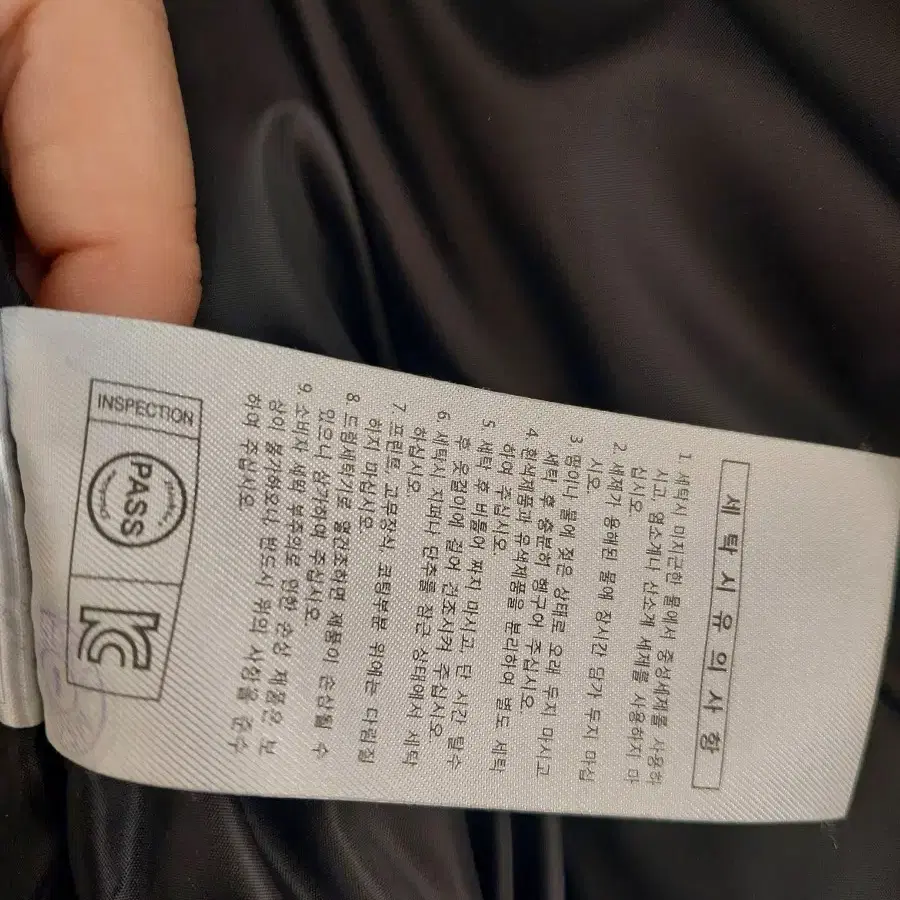 세탁시유의사항
1. 세탁시 미지근한 물에서 중성세제를 사용하
시고 염소계나 산소계 세제를 사용하지 마
십시오.
2. 세제가 용해된 물에 장시간 담가 두지 마십
시오.
3. 땀이나 물에 젖은 상태로 오래 두지 마시고
세탁 후 충분히 헹구어 주십시오.
4. 흰색제품과 유색제품을 분리하여 별도 세탁
하여 주십시오
5. 세탁 후 비틀어 짜지 마시고, 단 시간 탈수
후 옷걸이에 걸어 건조시켜 주십시오.
6. 세탁시 지퍼나 단추를 잠근 상태에서 세탁
하십시오
7. 프린트, 고무장식, 코팅부분 위에는 다림질
하지 마십시오.
8. 드럼세탁기로 열건조하면 제품이 손상될 수
있으니 삼가하여 주십시오.
9. 소비자 세탁 부주의로 인한 손상 제품은 보
상이 불가하오니 반드시 위의 사항을 준수
하여 주십시오
INSPECTION
PASS
KC